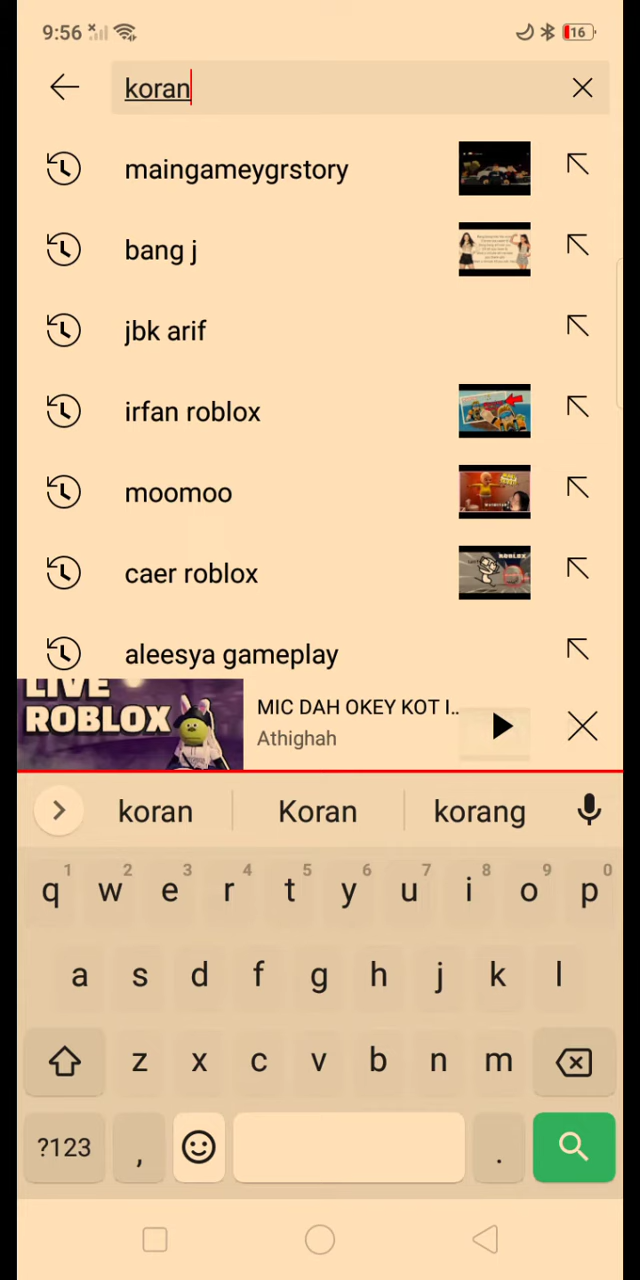 9:56
16
koran
maingameygrstory
bang j
jbk arif
irfan roblox
moomoo
caer roblox
aleesya gameplay
LIVE
ROBLOX
MIC DAH OKEY KOT I..
Athighah
koran Koran korang
1 2 3 4 5 6 7 8 9 0
q w e r t y u i o p
a s d f g h j k l
z x c v b n m
?123 , .